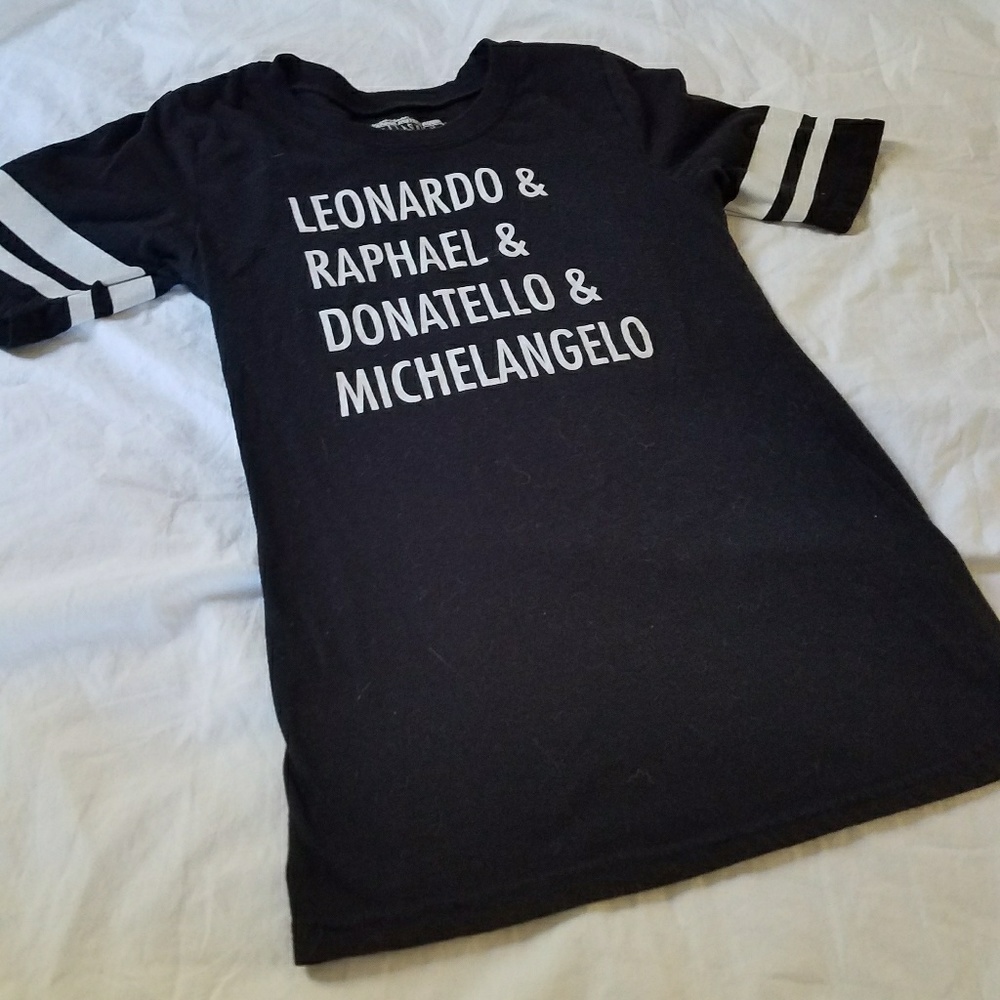 LEONARDO &
RAPHAEL &
DONATELLO &
MICHELANGELO